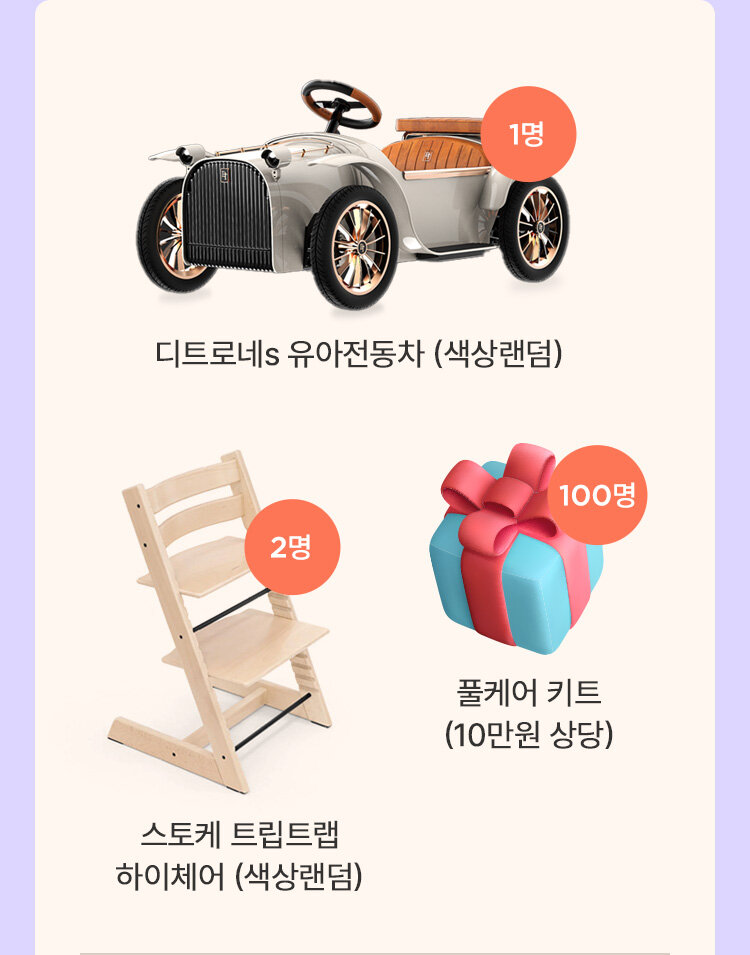 1명
디트로네s 유아전동차 (색상랜덤)
2명
100명
풀케어 키트
(10만원 상당)
스토케 트립트랩
하이체어 (색상랜덤)